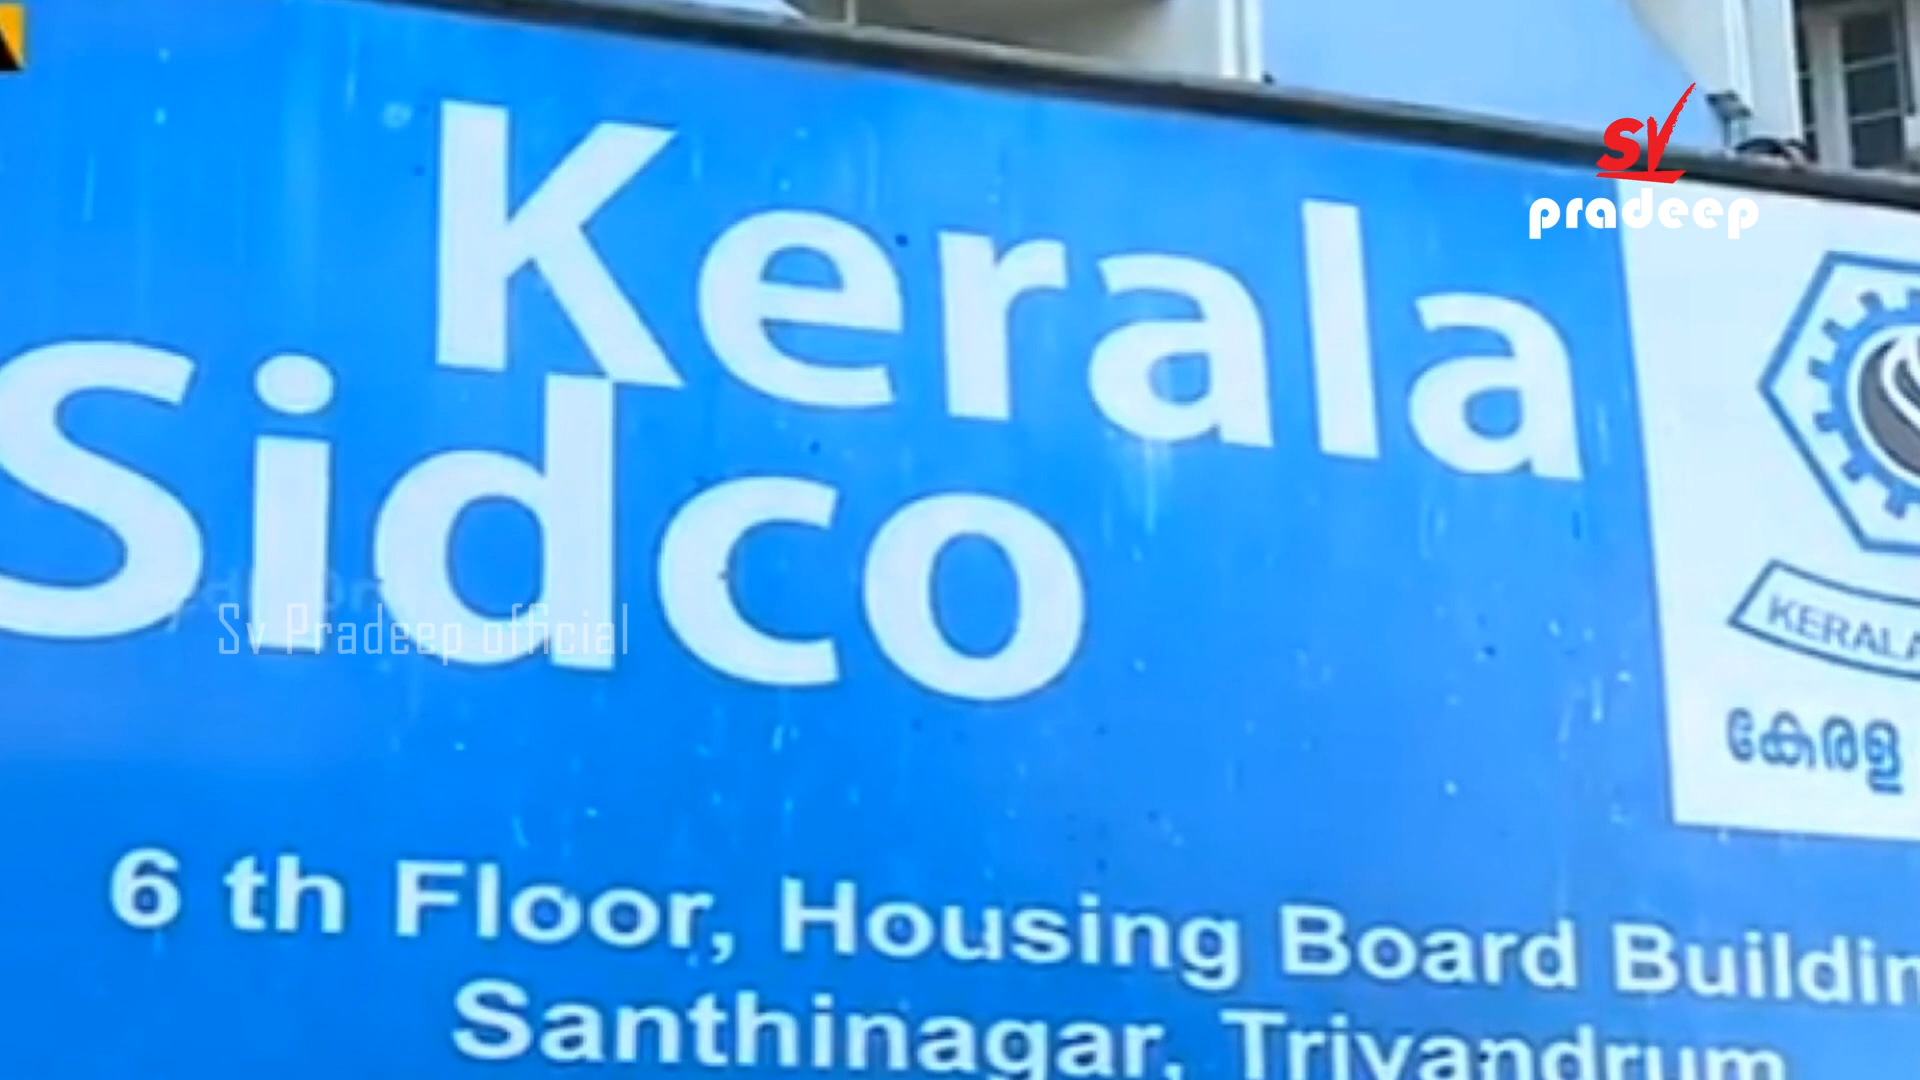 SV
pradeep
Kerala
Sidco
Sv Pradeep official
KERALA
കേരള
6 th Floor, Housing Board Buildin
Santhinagar, Trivandrum